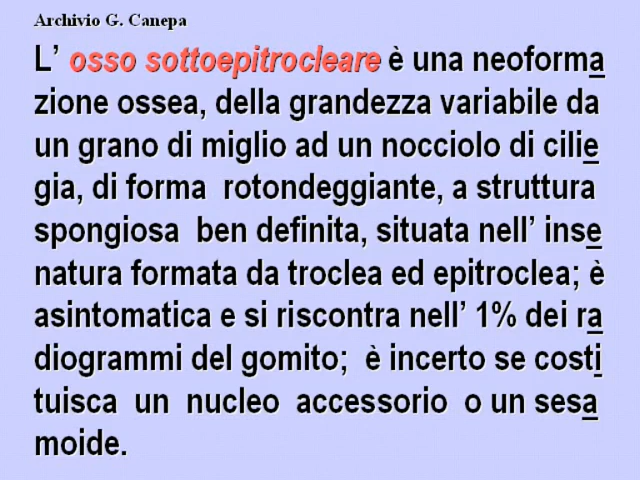 Archivio G. Canepa
L' osso sottoepitrocleare è una neoforma
zione ossea, della grandezza variabile da
un grano di miglio ad un nocciolo di cilie
gia, di forma rotondeggiante, a struttura
spongiosa ben definita, situata nell' inse
natura formata da troclea ed epitroclea; è
asintomatica e si riscontra nell' 1% dei ra
diogrammi del gomito; è incerto se costi
tuisca un nucleo accessorio o un sesa
moide.